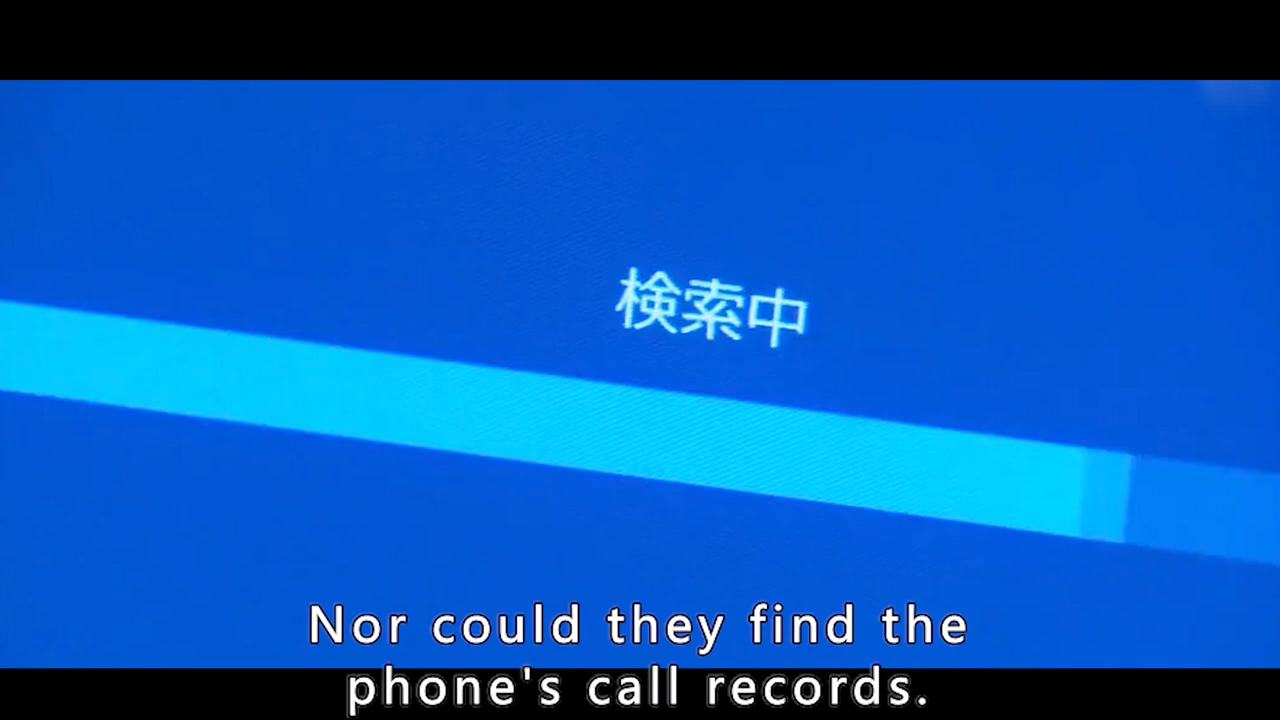 検索中
Nor could they find the
phone's call records.